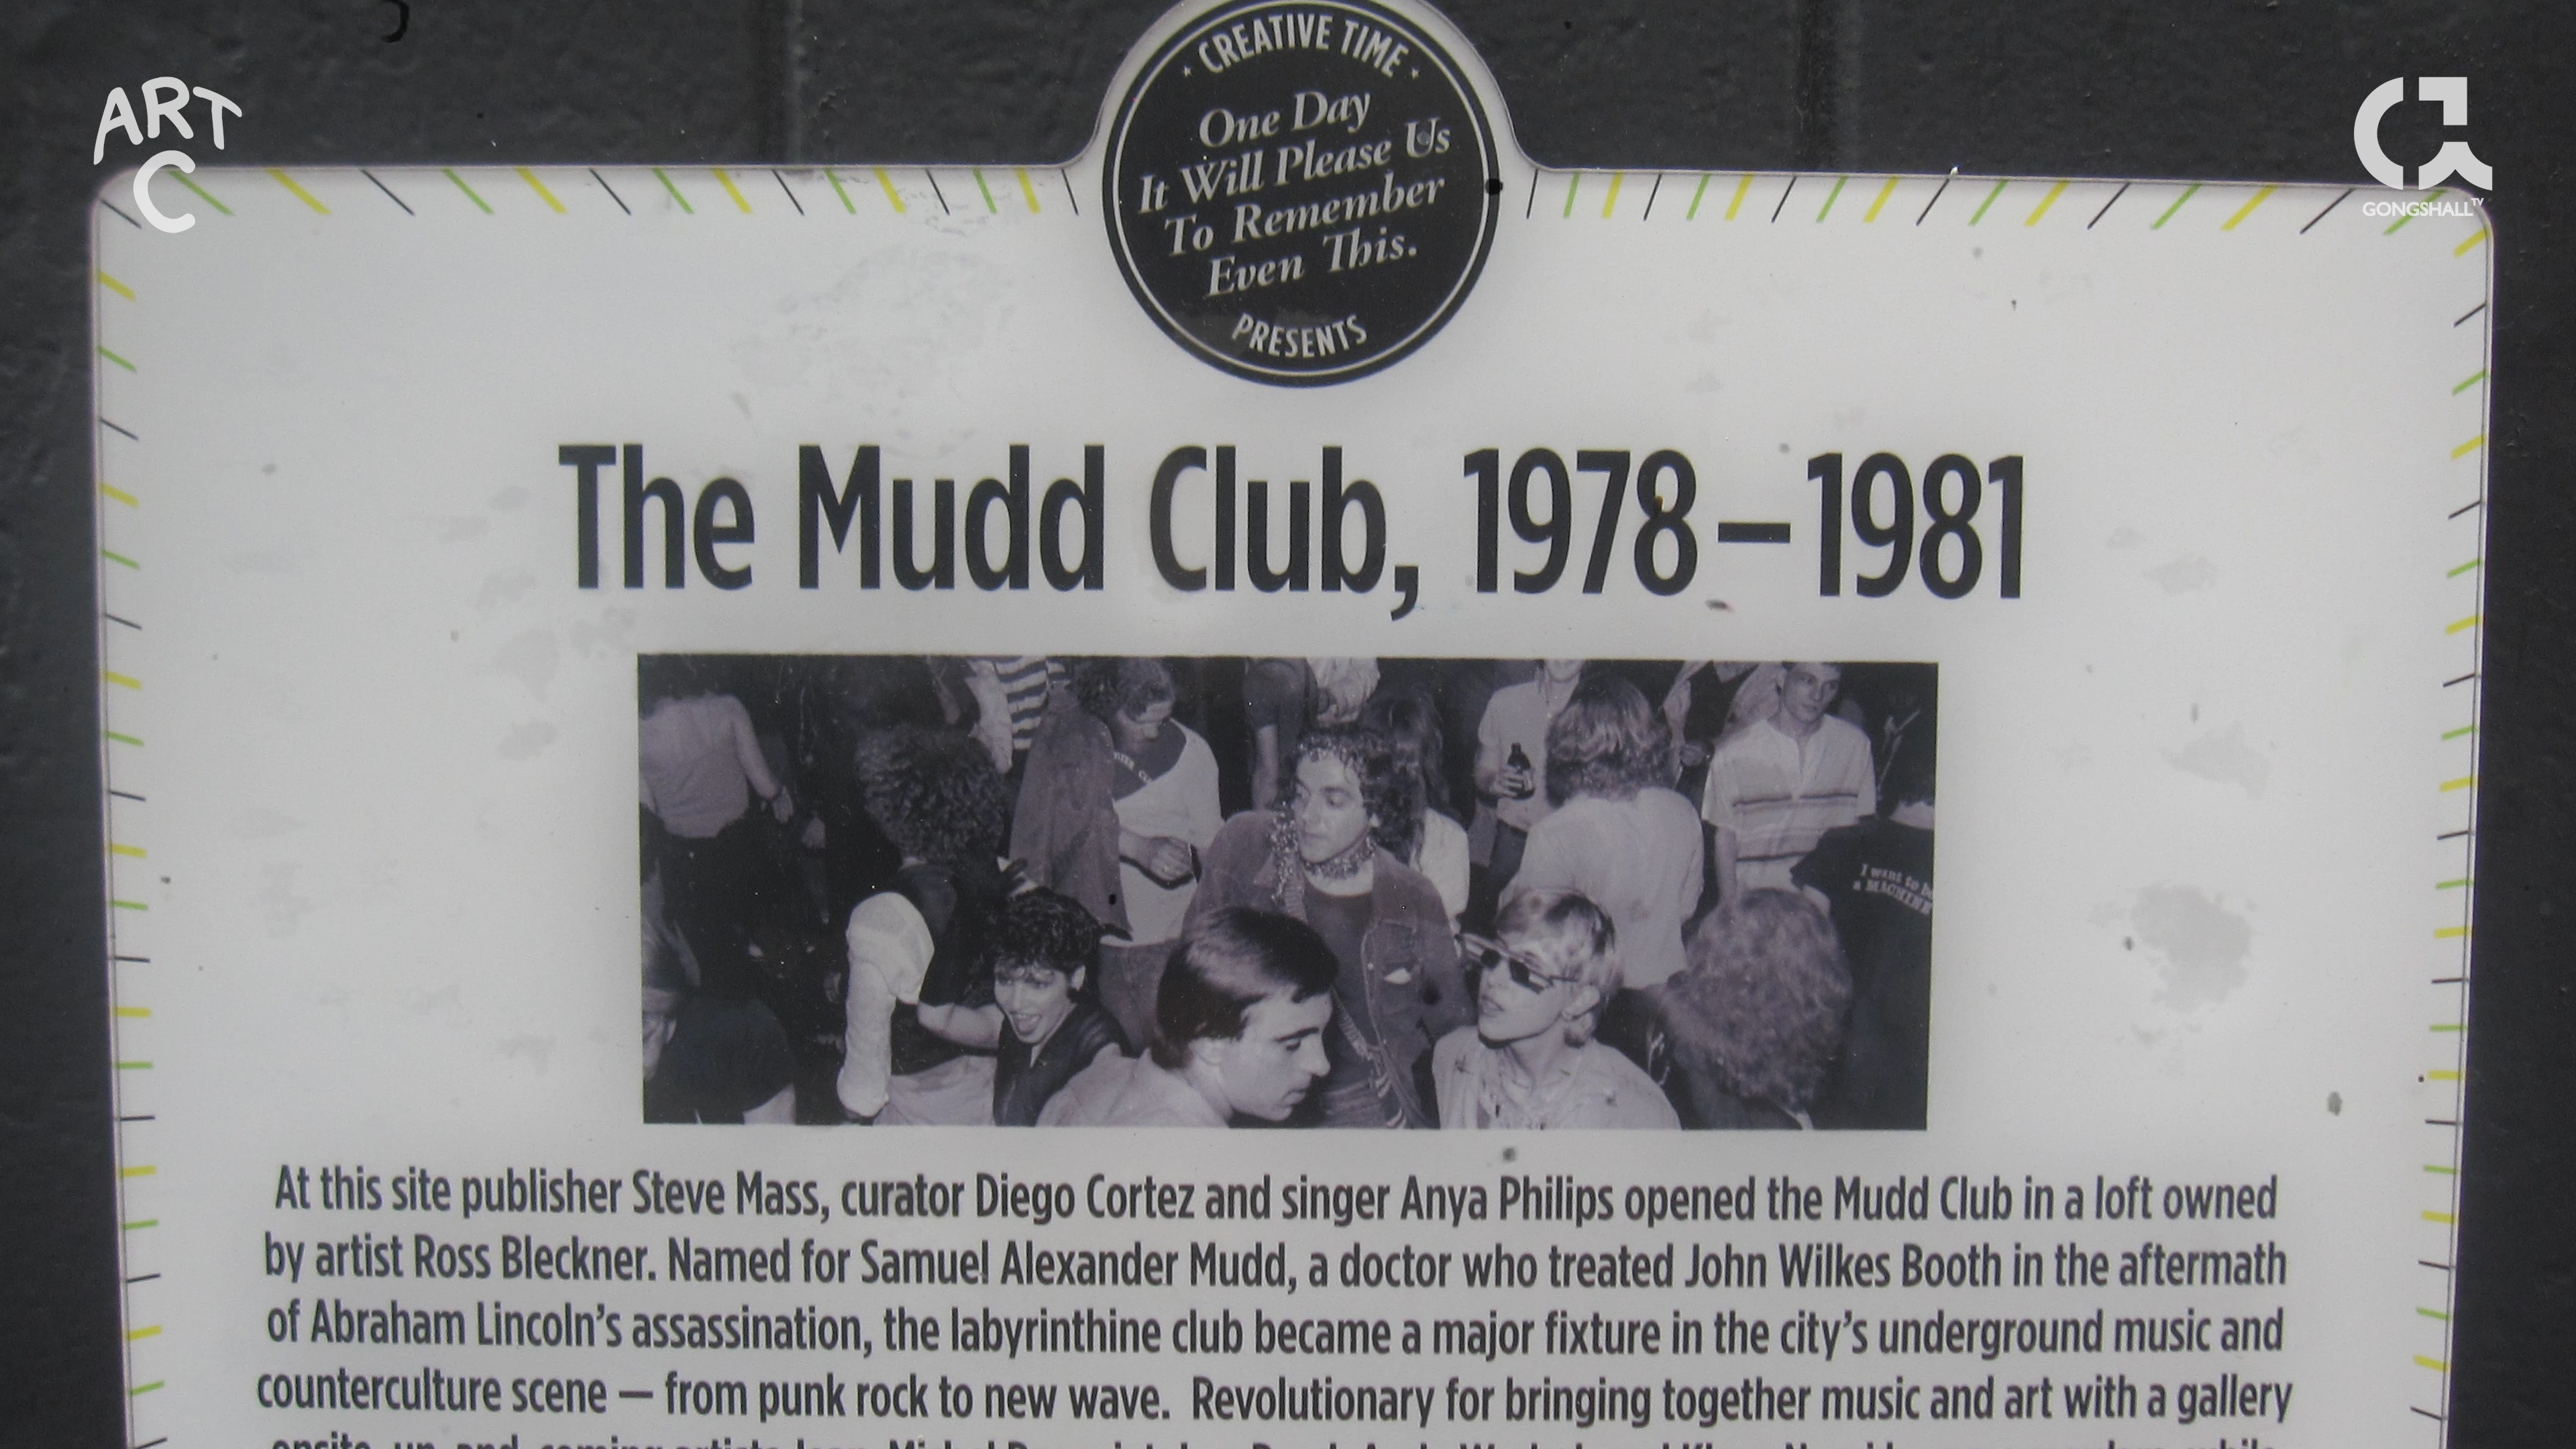 ART
C
GONGSHALL TV
CREATIVE TIME
One Day
It Will Please Us
To Remember
Even This.
PRESENTS
The Mudd Club, 1978–1981
I want to be
a MACHINE
At this site publisher Steve Mass, curator Diego Cortez and singer Anya Philips opened the Mudd Club in a loft owned
by artist Ross Bleckner. Named for Samuel Alexander Mudd, a doctor who treated John Wilkes Booth in the aftermath
of Abraham Lincoln's assassination, the labyrinthine club became a major fixture in the city's underground music and
counterculture scene — from punk rock to new wave. Revolutionary for bringing together music and art with a gallery